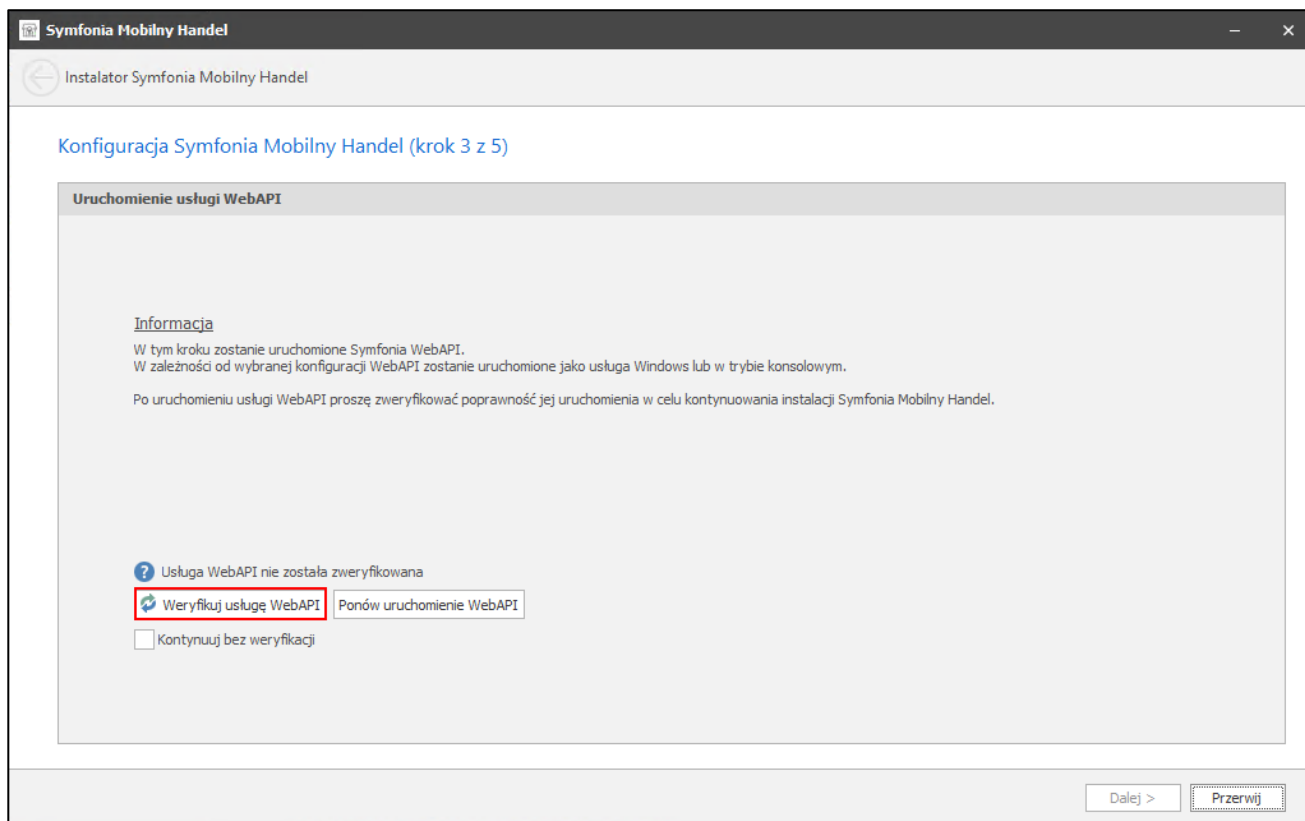 Symfonia Mobilny Handel
Instalator Symfonia Mobilny Handel
Konfiguracja Symfonia Mobilny Handel (krok 3 z 5)
Uruchomienie usługi WebAPI
Informacja
W tym kroku zostanie uruchomione Symfonia WebAPI.
W zależności od wybranej konfiguracji WebAPI zostanie uruchomione jako usługa Windows lub w trybie konsolowym.
Po uruchomieniu usługi WebAPI proszę zweryfikować poprawność jej uruchomienia w celu kontynuowania instalacji Symfonia Mobilny Handel.
Usługa WebAPI nie została zweryfikowana
Weryfikuj usługę WebAPI Ponów uruchomienie WebAPI
Kontynuuj bez weryfikacji
Dalej > Przerwij